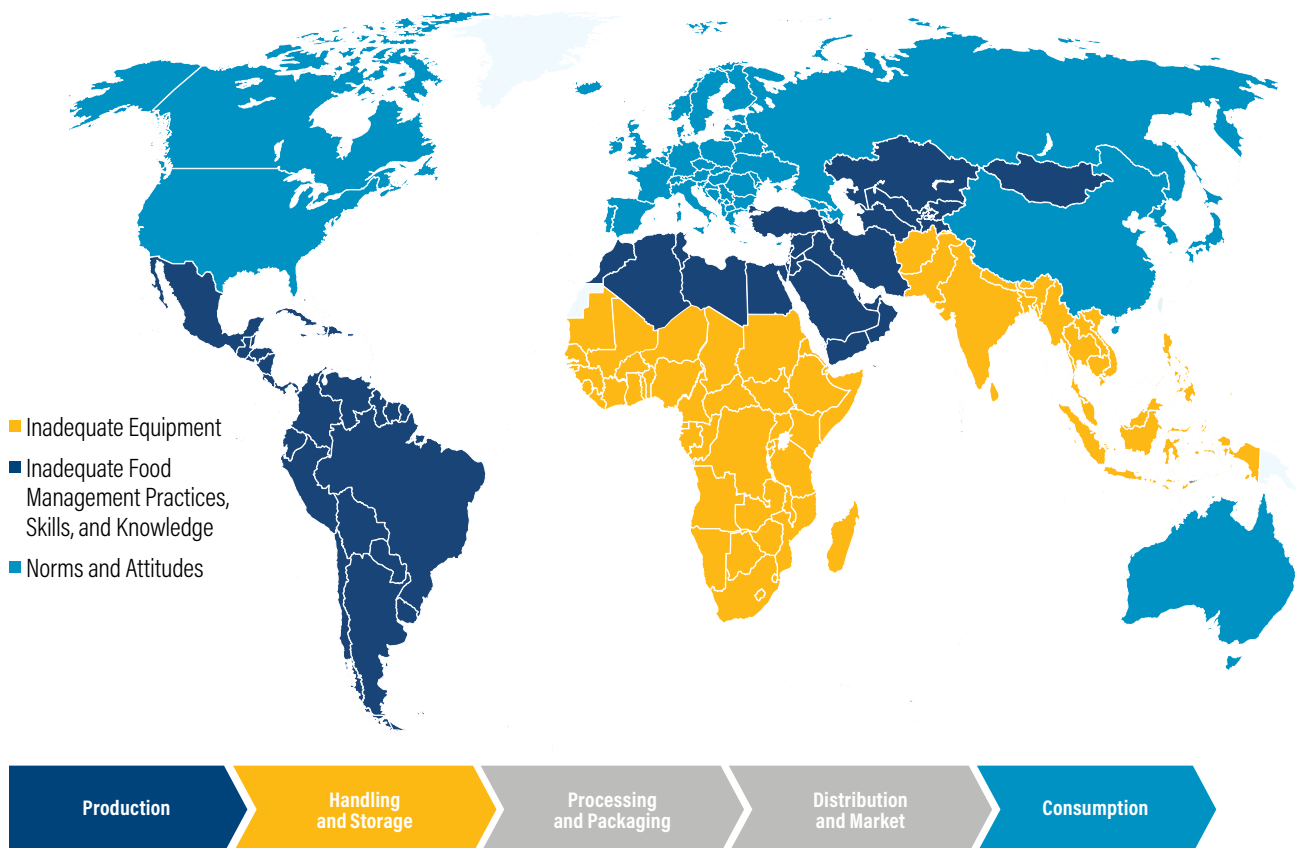 Inadequate Equipment
Inadequate Food
Management Practices,
Skills, and Knowledge
Norms and Attitudes
Production
Handling
and Storage
Processing
and Packaging
Distribution
and Market
Consumption